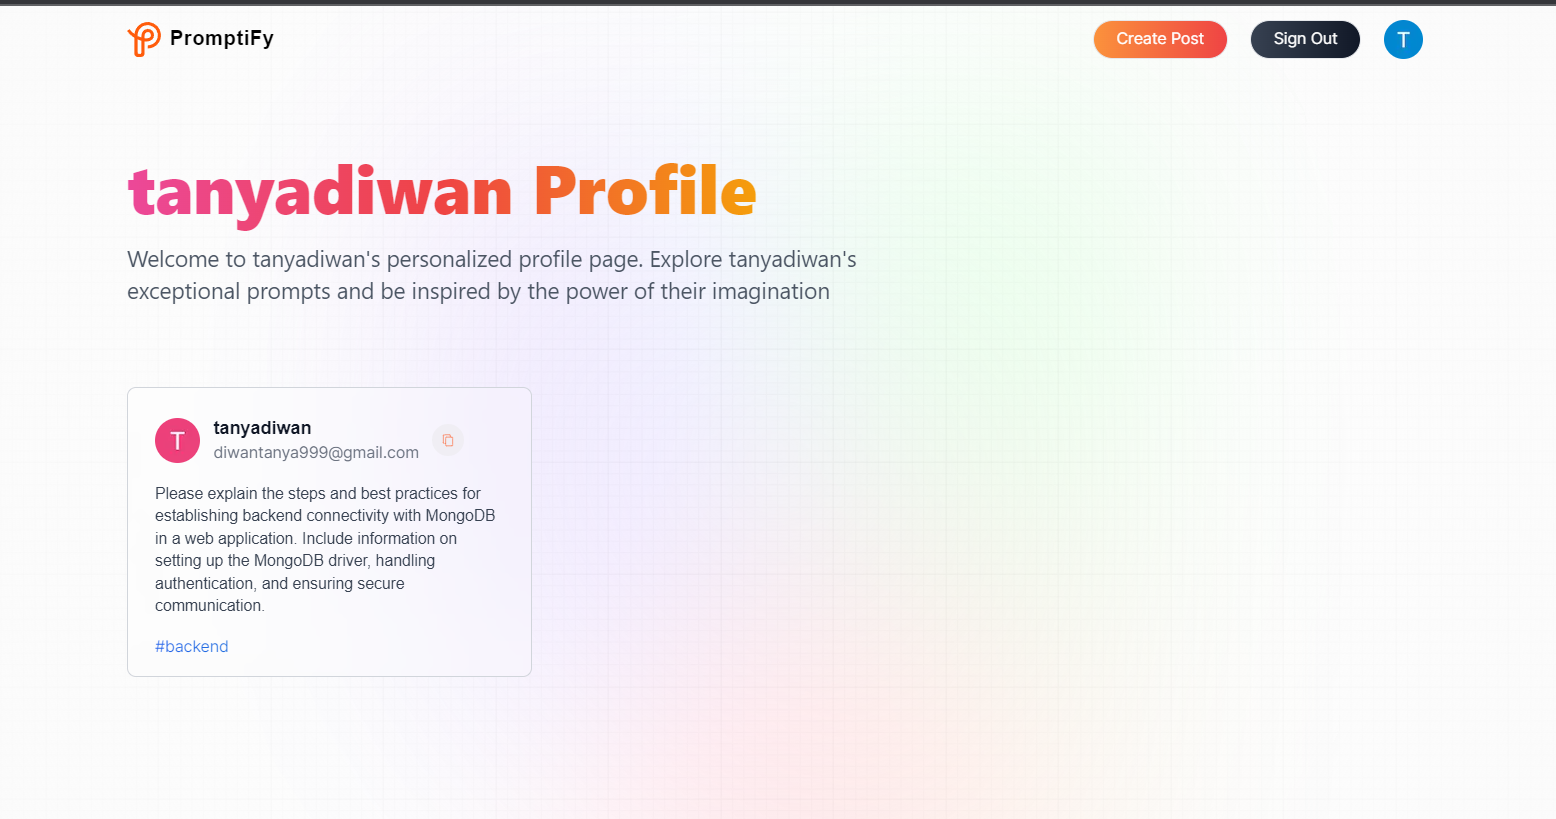 PromptiFy
Create Post
Sign Out
T
tanyadiwan Profile
Welcome to tanyadiwan's personalized profile page. Explore tanyadiwan's
exceptional prompts and be inspired by the power of their imagination
T
tanyadiwan
diwantanya999@gmail.com
Please explain the steps and best practices for
establishing backend connectivity with MongoDB
in a web application. Include information on
setting up the MongoDB driver, handling
authentication, and ensuring secure
communication.
#backend